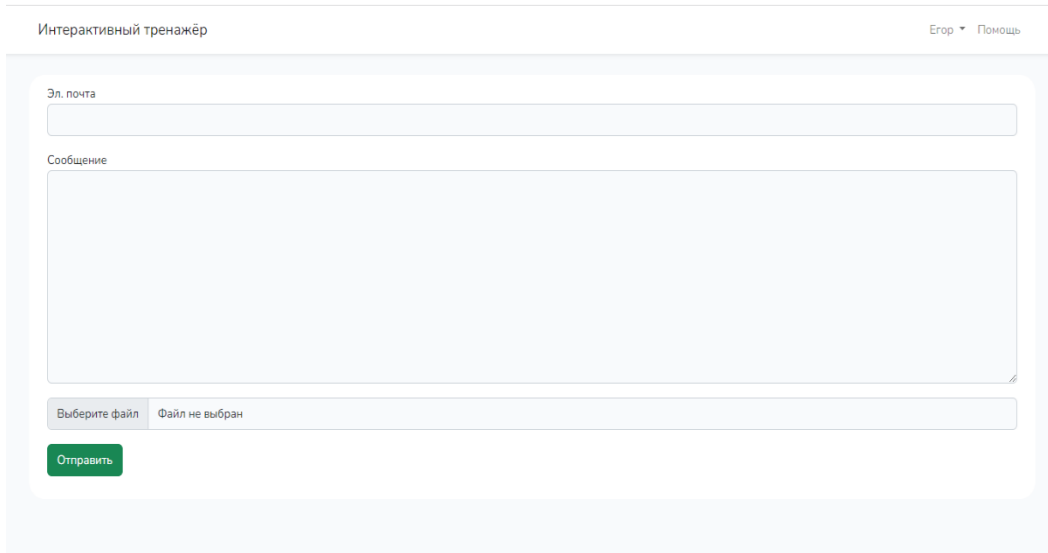 Интерактивный тренажёр
Егор Помощь
Эл. почта
Сообщение
Выберите файл Файл не выбран
Отправить